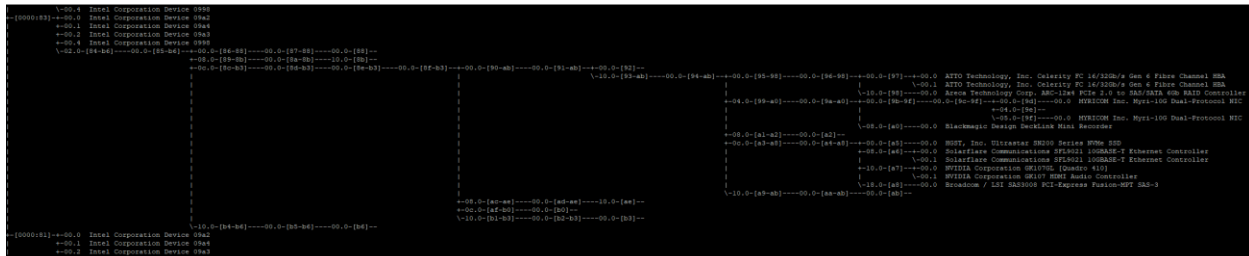 |           \-00.4  Intel Corporation Device 0998
+-[0000:83]-+-00.0  Intel Corporation Device 09a2
|           +-00.1  Intel Corporation Device 09a4
|           +-00.2  Intel Corporation Device 09a3
|           +-00.4  Intel Corporation Device 0998
|           \-02.0-[84-b6]----00.0-[85-b6]--+-00.0-[86-88]----00.0-[87-88]----00.0-[88]--
|                                           +-08.0-[89-8b]----00.0-[8a-8b]----10.0-[8b]--
|                                           +-0c.0-[8c-b3]----00.0-[8d-b3]----00.0-[8e-b3]----00.0-[8f-b3]--+-00.0-[90-ab]----00.0-[91-ab]--+-00.0-[92]--
|                                           |                                                               |                               \-10.0-[93-ab]----00.0-[94-ab]--+-00.0-[95-98]----00.0-[96-98]--+-00.0-[97]--+-00.0  ATTO Technology, Inc. Celerity FC 16/32Gb/s Gen 6 Fibre Channel HBA
|                                           |                                                               |                                                                   |                               |            \-00.1  ATTO Technology, Inc. Celerity FC 16/32Gb/s Gen 6 Fibre Channel HBA
|                                           |                                                               |                                                                   |                               \-10.0-[98]----00.0  Areca Technology Corp. ARC-12x4 PCIe 2.0 to SAS/SATA 6Gb RAID Controller
|                                           |                                                               |                                                                   +-04.0-[99-a0]----00.0-[9a-a0]--+-00.0-[9b-9f]----00.0-[9c-9f]--+-00.0-[9d]----00.0  MYRICOM Inc. Myri-10G Dual-Protocol NIC
|                                           |                                                               |                                                                   |                               |                               +-04.0-[9e]--
|                                           |                                                               |                                                                   |                               |                               \-05.0-[9f]----00.0  MYRICOM Inc. Myri-10G Dual-Protocol NIC
|                                           |                                                               |                                                                   |                               \-08.0-[a0]----00.0  Blackmagic Design DeckLink Mini Recorder
|                                           |                                                               |                                                                   +-08.0-[a1-a2]----00.0-[a2]--
|                                           |                                                               |                                                                   +-0c.0-[a3-a8]----00.0-[a4-a8]--+-00.0-[a5]----00.0  HGST, Inc. Ultrastar SN200 Series NVMe SSD
|                                           |                                                               |                                                                   |                               +-08.0-[a6]--+-00.0  Solarflare Communications SFL9021 10GBASE-T Ethernet Controller
|                                           |                                                               |                                                                   |                               |            \-00.1  Solarflare Communications SFL9021 10GBASE-T Ethernet Controller
|                                           |                                                               |                                                                   |                               +-10.0-[a7]--+-00.0  NVIDIA Corporation GK107GL [Quadro 410]
|                                           |                                                               |                                                                   |                               |            \-00.1  NVIDIA Corporation GK107 HDMI Audio Controller
|                                           |                                                               |                                                                   |                               \-18.0-[a8]----00.0  Broadcom / LSI SAS3008 PCI-Express Fusion-MPT SAS-3
|                                           |                                                               |                                                                   \-10.0-[a9-ab]----00.0-[aa-ab]----00.0-[ab]--
|                                           |                                                               +-08.0-[ac-ae]----00.0-[ad-ae]----10.0-[ae]--
|                                           |                                                               +-0c.0-[af-b0]----00.0-[b0]--
|                                           |                                                               \-10.0-[b1-b3]----00.0-[b2-b3]----00.0-[b3]--
|                                           \-10.0-[b4-b6]----00.0-[b5-b6]----00.0-[b6]--
+-[0000:81]-+-00.0  Intel Corporation Device 09a2
|           +-00.1  Intel Corporation Device 09a4
|           +-00.2  Intel Corporation Device 09a3